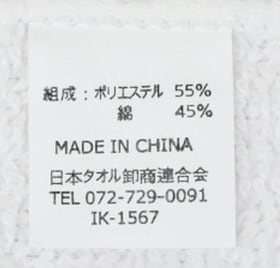 組成：ポリエステル 55%
綿 45%
MADE IN CHINA
日本タオル卸商連合会
TEL 072-729-0091
IK-1567